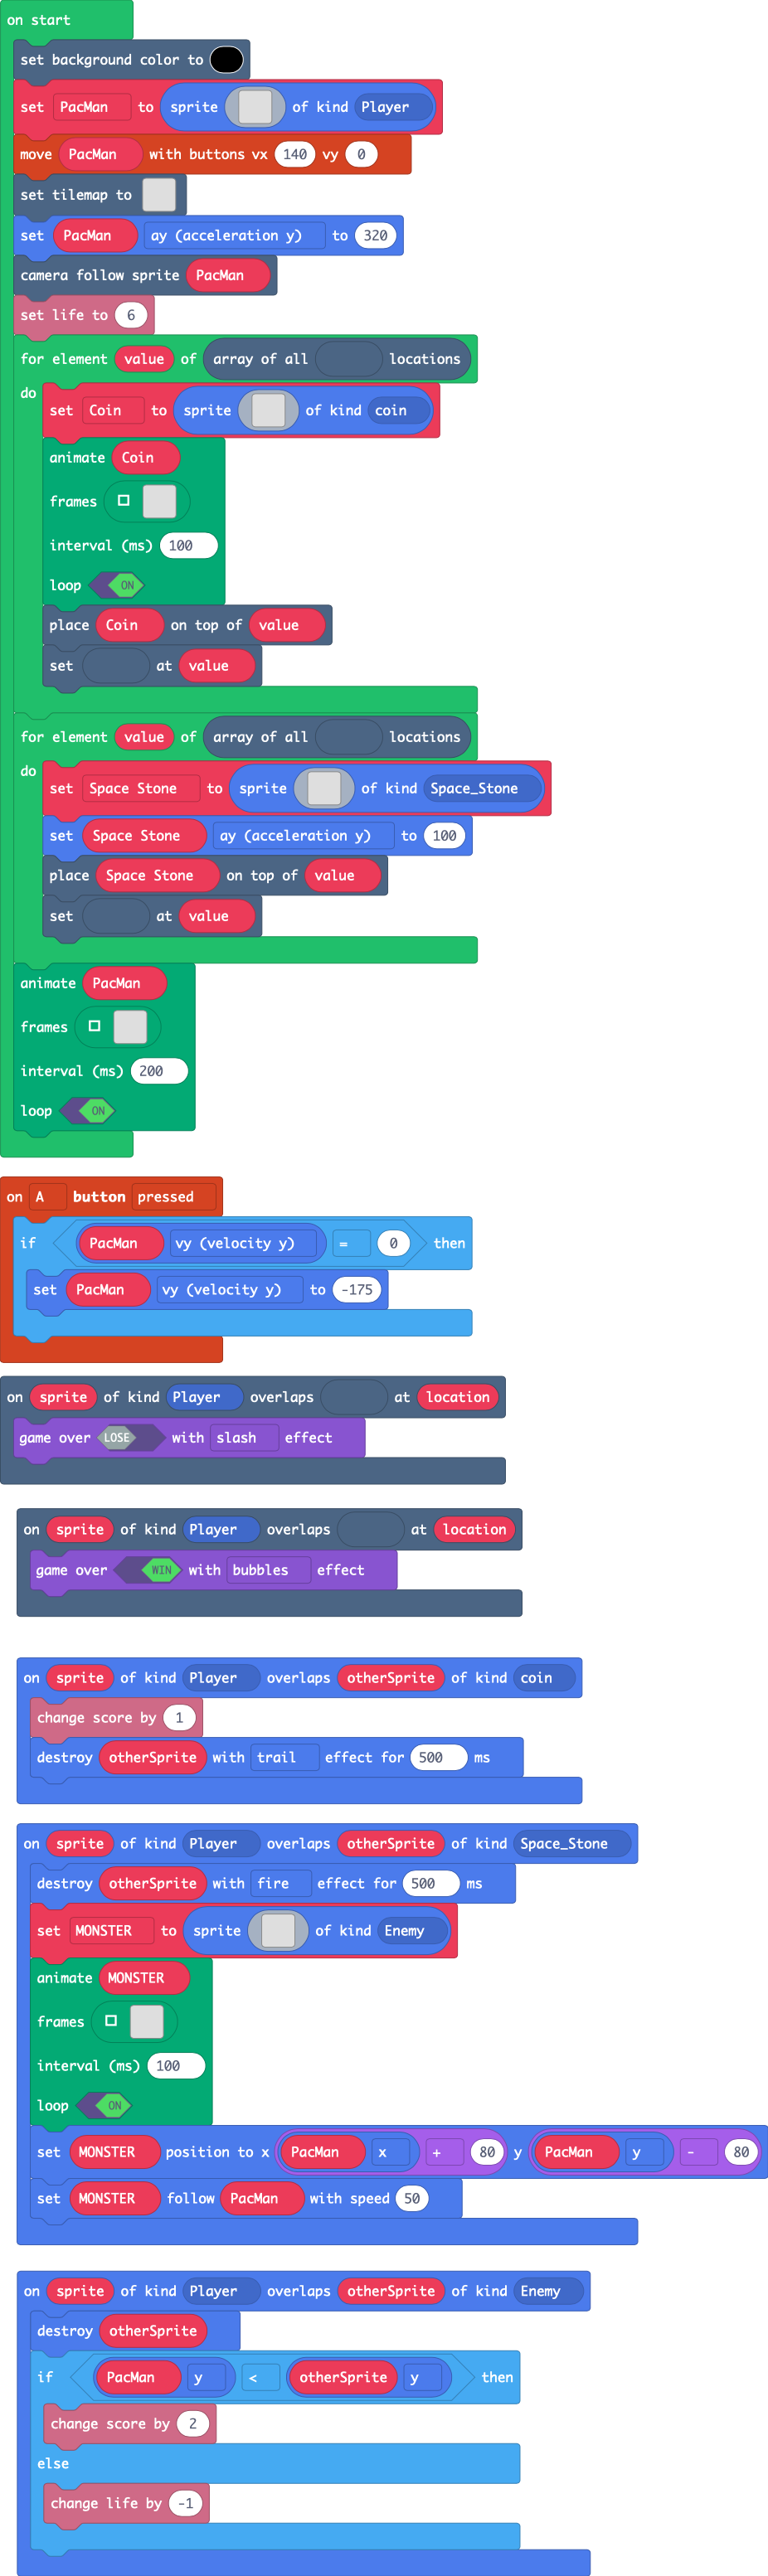 on start
set background color to
set PacMan to sprite of kind Player
move PacMan with buttons vx 140 vy 0
set tilemap to
set PacMan ay (acceleration y) to 320
camera follow sprite PacMan
set life to 6
for element value of array of all locations
do
set Coin to sprite of kind coin
animate Coin
frames
interval (ms) 100
loop ON
place Coin on top of value
set at value
for element value of array of all locations
do
set Space Stone to sprite of kind Space_Stone
set Space Stone ay (acceleration y) to 100
place Space Stone on top of value
set at value
animate PacMan
frames
interval (ms) 200
loop ON
on A button pressed
if PacMan vy (velocity y) = 0 then
set PacMan vy (velocity y) to -175
on sprite of kind Player overlaps at location
game over LOSE with slash effect
on sprite of kind Player overlaps at location
game over WIN with bubbles effect
on sprite of kind Player overlaps otherSprite of kind coin
change score by 1
destroy otherSprite with trail effect for 500 ms
on sprite of kind Player overlaps otherSprite of kind Space_Stone
destroy otherSprite with fire effect for 500 ms
set MONSTER to sprite of kind Enemy
animate MONSTER
frames
interval (ms) 100
loop ON
set MONSTER position to x PacMan x + 80 y PacMan y - 80
set MONSTER follow PacMan with speed 50
on sprite of kind Player overlaps otherSprite of kind Enemy
destroy otherSprite
if PacMan y < otherSprite y then
change score by 2
else
change life by -1